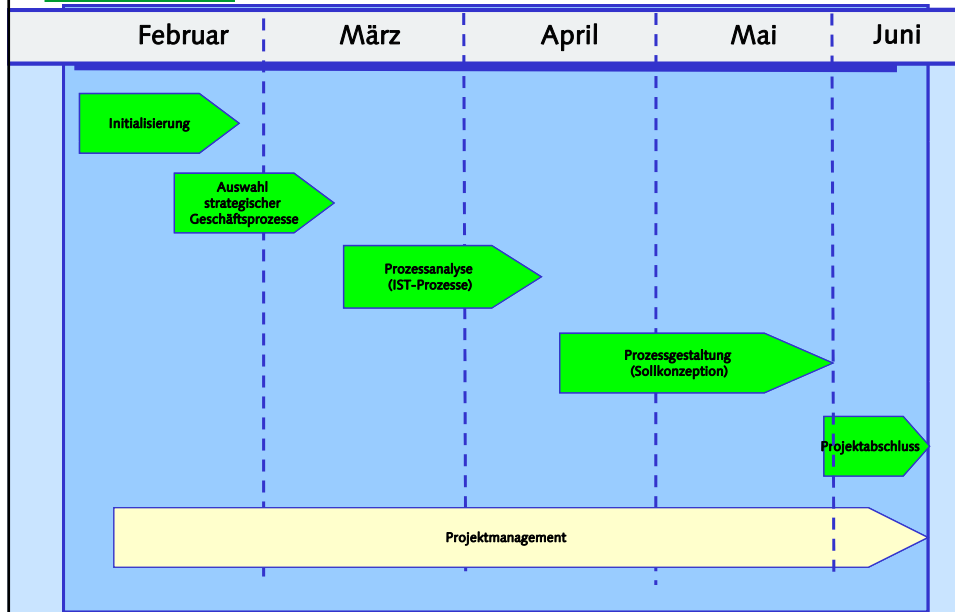 Februar
März
April
Mai
Juni
Initialisierung
Auswahl
strategischer
Geschäftsprozesse
Prozessanalyse
(IST-Prozesse)
Prozessgestaltung
(Sollkonzeption)
Projektabschluss
Projektmanagement